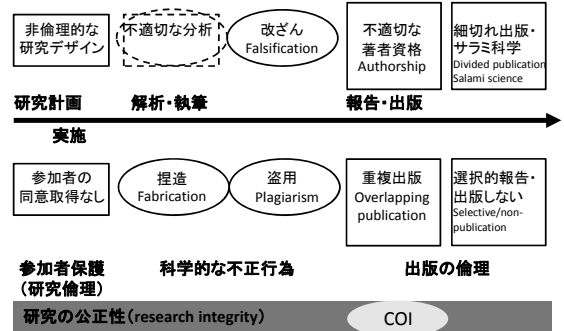 非倫理的な
研究デザイン
不適切な分析
改ざん
Falsification
不適切な
著者資格
Authorship
細切れ出版・
サラミ科学
Divided publication
Salami science
研究計画
解析・執筆
報告・出版
実施
参加者の
同意取得なし
捏造
Fabrication
盗用
Plagiarism
重複出版
Overlapping
publication
選択的報告・
出版しない
Selective/non-
publication
参加者保護
（研究倫理）
科学的な不正行為
出版の倫理
研究の公正性（research integrity）
COI